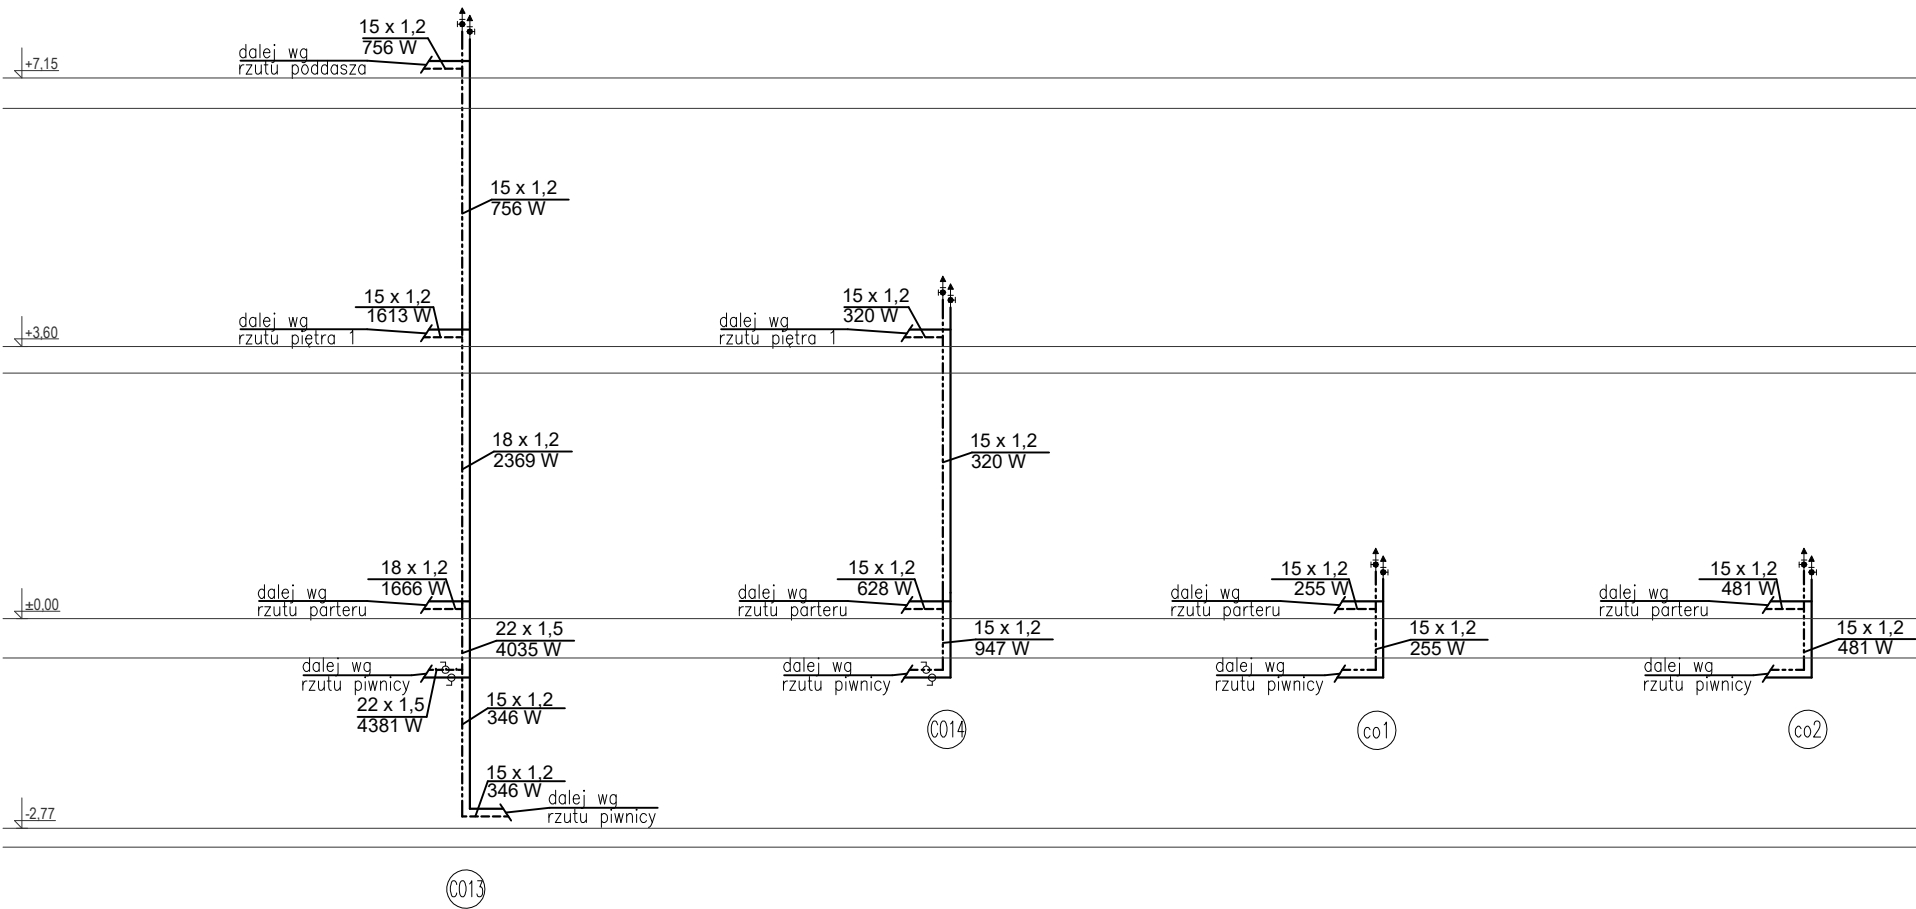 15 x 1,2
756 W
dalej wg
rzutu poddasza
+7,15
15 x 1,2
756 W
15 x 1,2
1613 W
dalej wg
rzutu piętra 1
15 x 1,2
320 W
dalej wg
rzutu piętra 1
+3,60
18 x 1,2
2369 W
15 x 1,2
320 W
18 x 1,2
1666 W
dalej wg
rzutu parteru
15 x 1,2
628 W
dalej wg
rzutu parteru
15 x 1,2
255 W
dalej wg
rzutu parteru
15 x 1,2
481 W
dalej wg
rzutu parteru
±0,00
22 x 1,5
4035 W
15 x 1,2
947 W
15 x 1,2
255 W
15 x 1,2
481 W
dalej wg
rzutu piwnicy
dalej wg
rzutu piwnicy
dalej wg
rzutu piwnicy
dalej wg
rzutu piwnicy
22 x 1,5
4381 W
15 x 1,2
346 W
CO14
co1
co2
15 x 1,2
346 W
dalej wg
rzutu piwnicy
-2,77
CO13